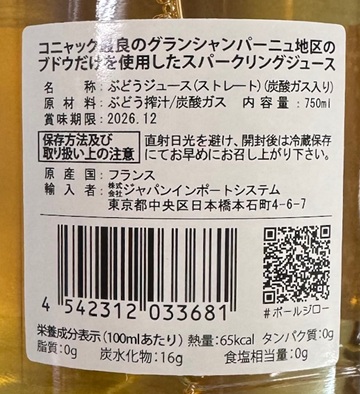 コニャック最良のグランシャンパーニュ地区の
ブドウだけを使用したスパークリングジュース
名称:ぶどうジュース(ストレート)(炭酸ガス入り)
原材料:ぶどう搾汁/炭酸ガス 内容量:750ml
賞味期限:2026.12
保存方法及び
取り扱い上の注意
直射日光を避け、開封後は冷蔵保存
にてお早めにお召し上がり下さい。
原産国:フランス
輸入者:株式会社ジャパンインポートシステム
東京都中央区日本橋本石町4-6-7
4 542312 033681
#ポールジロー
栄養成分表示(100mlあたり)熱量:65kcal タンパク質:0g
脂質:0g 炭水化物:16g 食塩相当量:0g